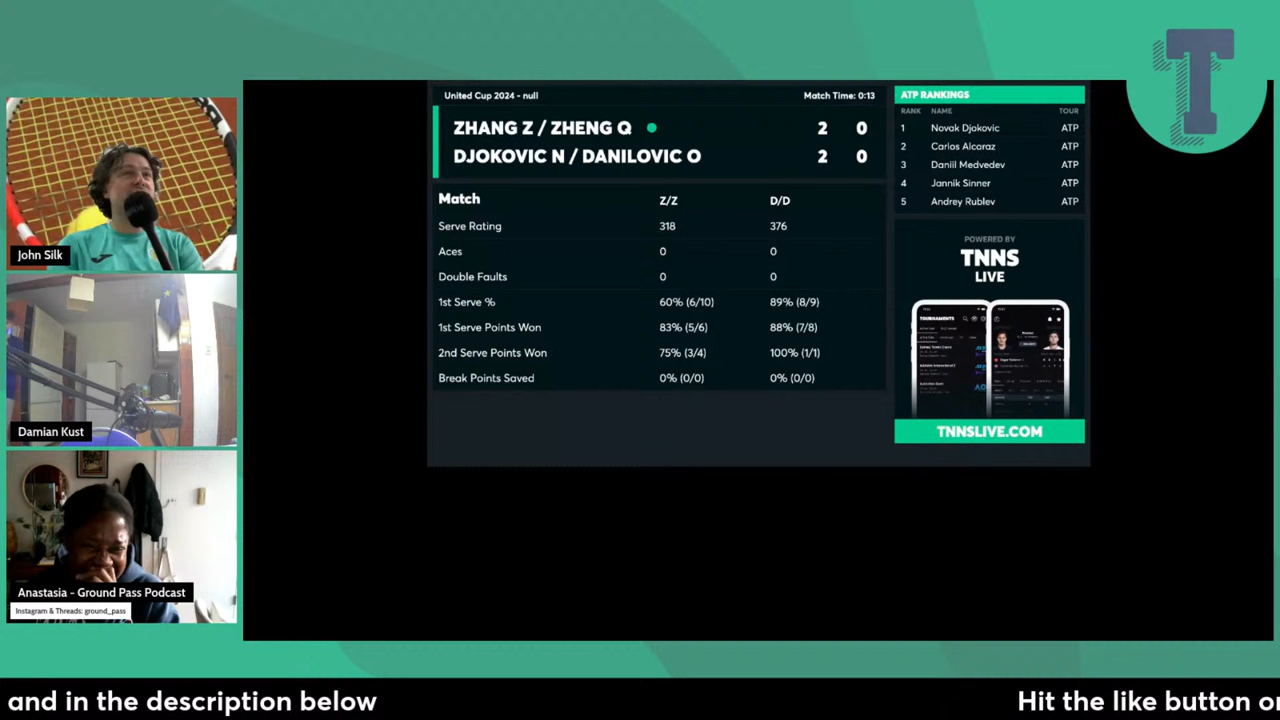 John Silk
Damian Kust
Anastasia - Ground Pass Podcast
Instagram & Threads: ground_pass
United Cup 2024 - null
Match Time: 0:13
ZHANG Z / ZHENG Q 2 0
DJOKOVIC N / DANILOVIC O 2 0
Match Z/Z D/D
Serve Rating 318 376
Aces 0 0
Double Faults 0 0
1st Serve % 60% (6/10) 89% (8/9)
1st Serve Points Won 83% (5/6) 88% (7/8)
2nd Serve Points Won 75% (3/4) 100% (1/1)
Break Points Saved 0% (0/0) 0% (0/0)
ATP RANKINGS
RANK NAME TOUR
1 Novak Djokovic ATP
2 Carlos Alcaraz ATP
3 Daniil Medvedev ATP
4 Jannik Sinner ATP
5 Andrey Rublev ATP
POWERED BY
TNNS
LIVE
TOURNAMENTS
TNNSLIVE.COM
T
and in the description below
Hit the like button o